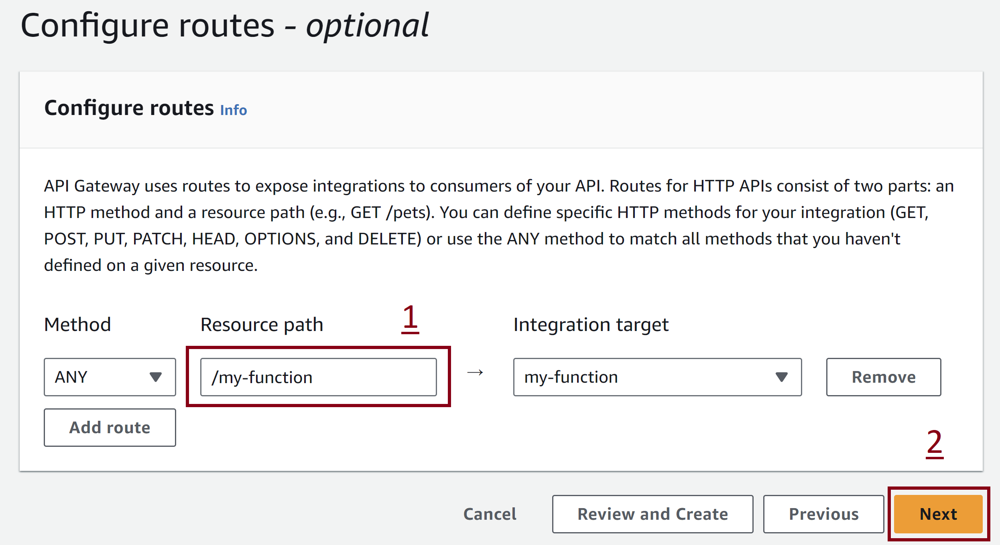 Configure routes - optional
Configure routes Info
API Gateway uses routes to expose integrations to consumers of your API. Routes for HTTP APIs consist of two parts: an
HTTP method and a resource path (e.g., GET /pets). You can define specific HTTP methods for your integration (GET,
POST, PUT, PATCH, HEAD, OPTIONS, and DELETE) or use the ANY method to match all methods that you haven't
defined on a given resource.
Method Resource path 1 Integration target
ANY /my-function → my-function Remove
Add route
2
Cancel Review and Create Previous Next